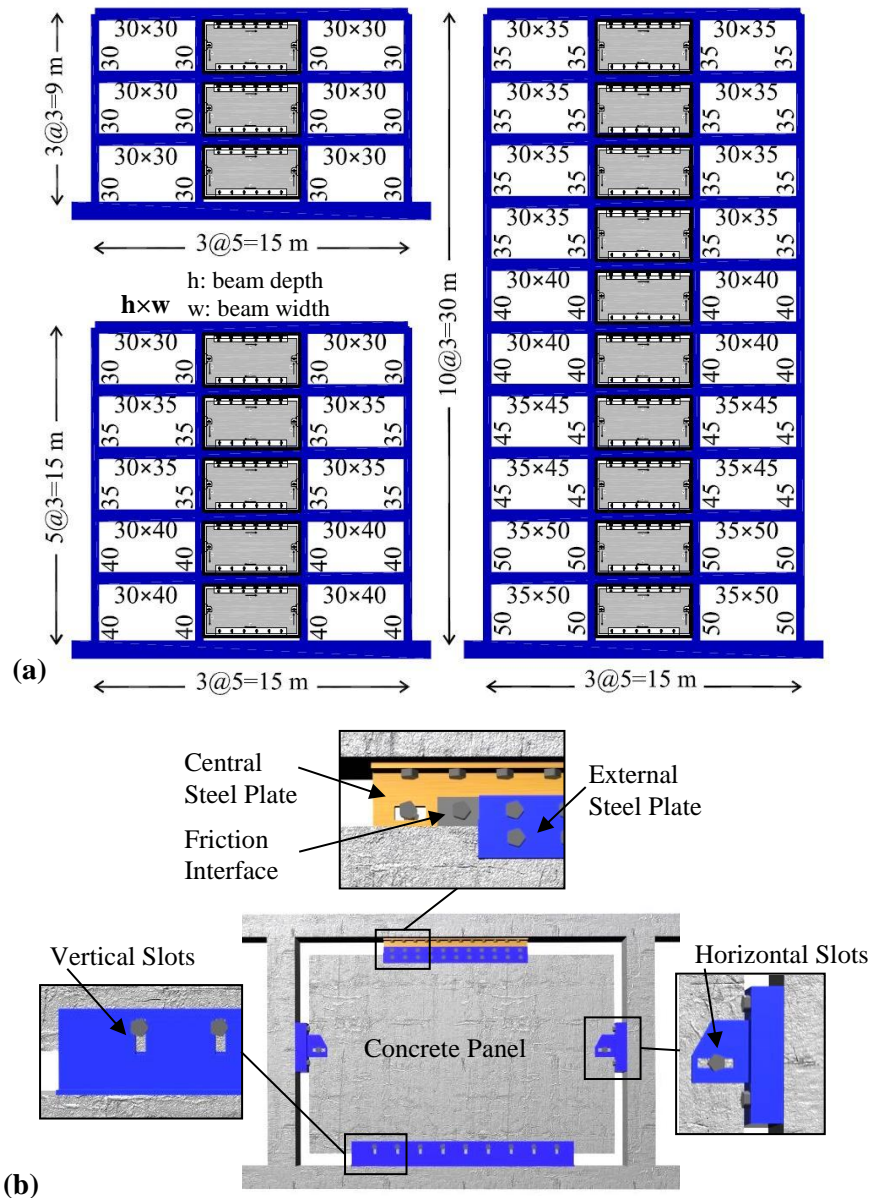 3@3=9 m
30×30 30×30
30 30 30 30
30×30 30×30
30 30 30 30
30×30 30×30
30 30 30 30
3@5=15 m
h×w
h: beam depth
w: beam width
5@3=15 m
30×30 30×30
30 30 30 30
30×35 30×35
35 35 35 35
30×35 30×35
35 35 35 35
30×40 30×40
40 40 40 40
30×40 30×40
40 40 40 40
3@5=15 m
10@3=30 m
30×35 30×35
35 35 35 35
30×35 30×35
35 35 35 35
30×35 30×35
35 35 35 35
30×35 30×35
35 35 35 35
30×40 30×40
40 40 40 40
30×40 30×40
40 40 40 40
35×45 35×45
45 45 45 45
35×45 35×45
45 45 45 45
35×50 35×50
50 50 50 50
35×50 35×50
50 50 50 50
3@5=15 m
(a)
Central
Steel Plate
Friction
Interface
External
Steel Plate
Vertical Slots
Horizontal Slots
Concrete Panel
(b)